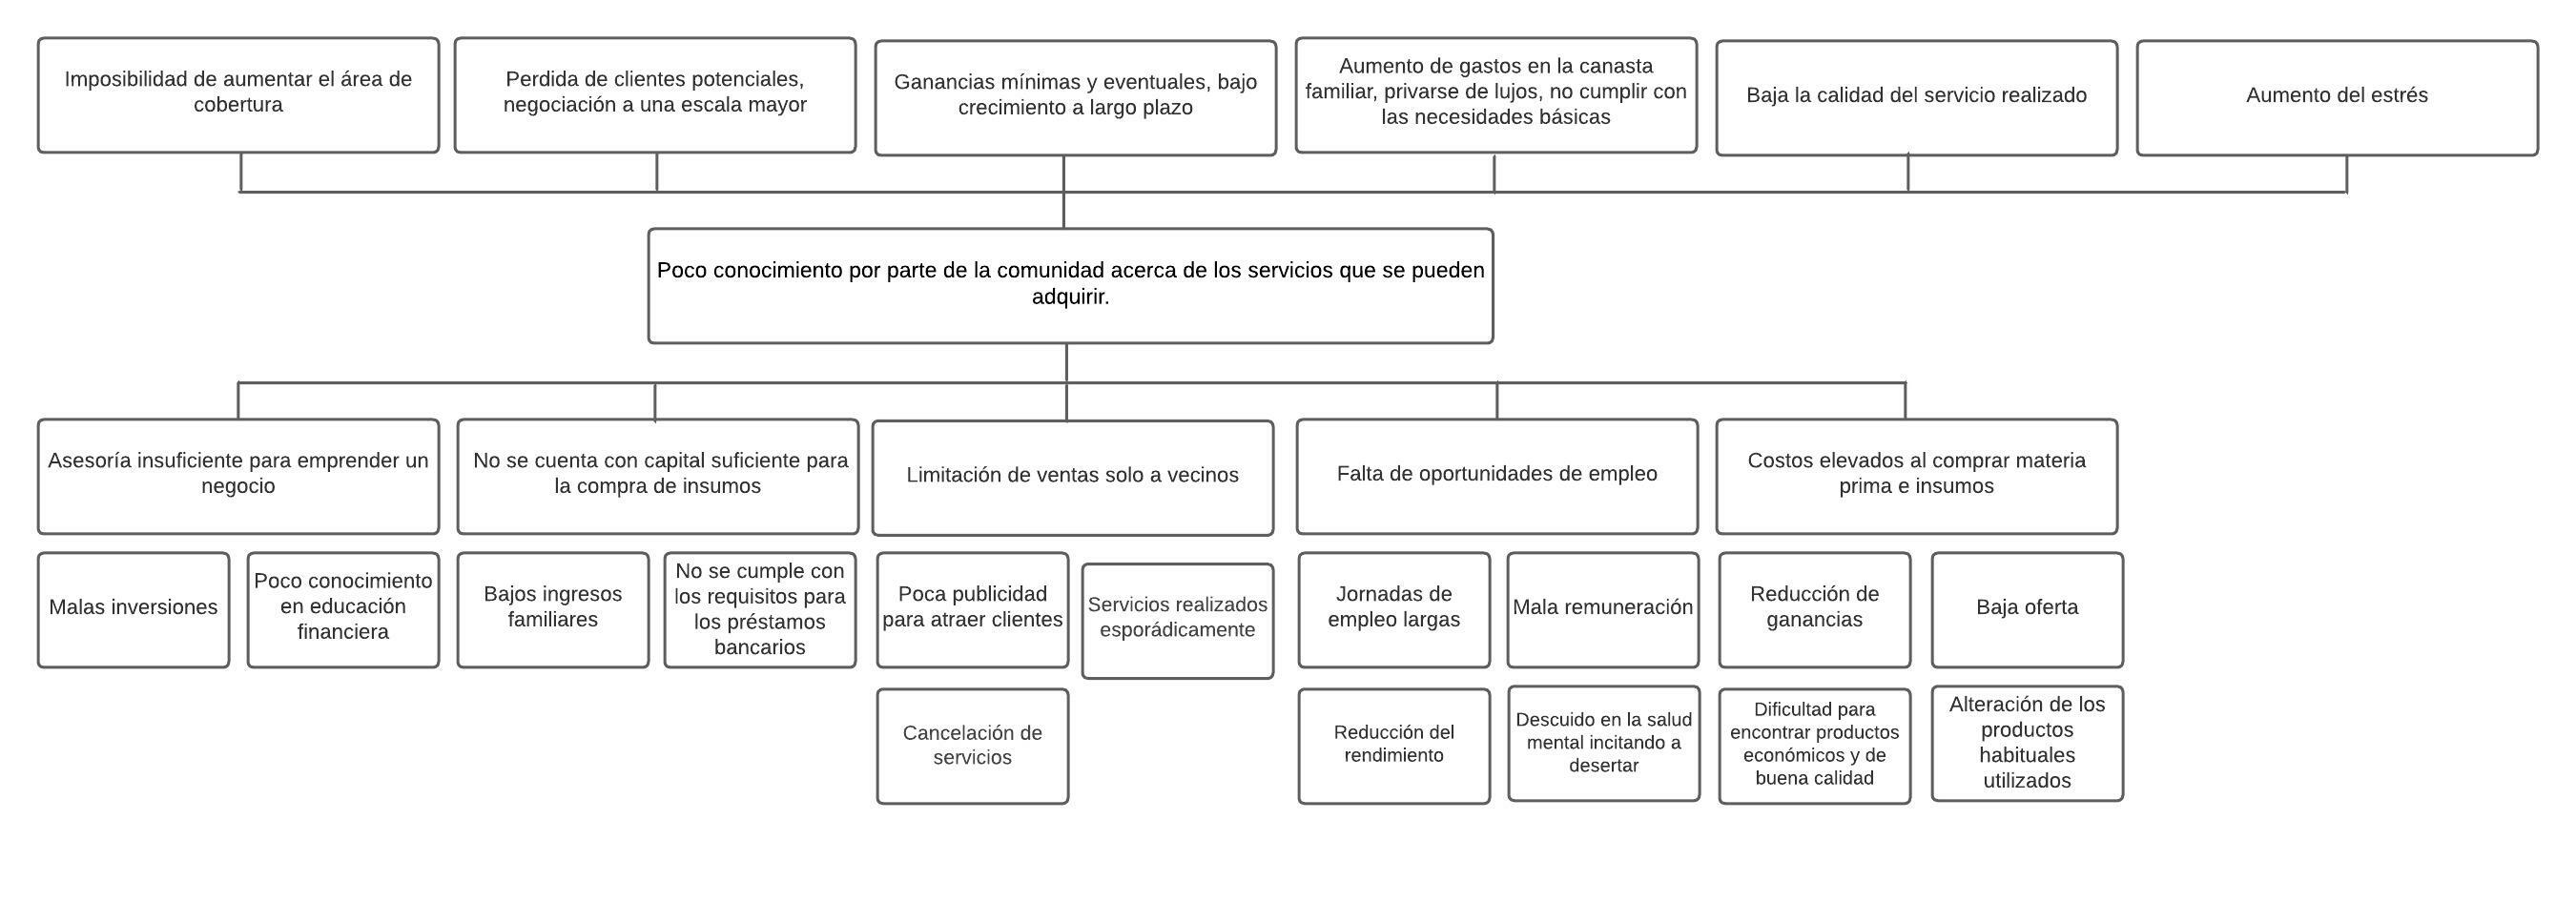 Imposibilidad de aumentar el área de
cobertura
Perdida de clientes potenciales,
negociación a una escala mayor
Ganancias mínimas y eventuales, bajo
crecimiento a largo plazo
Aumento de gastos en la canasta
familiar, privarse de lujos, no cumplir con
las necesidades básicas
Baja la calidad del servicio realizado
Aumento del estrés
Poco conocimiento por parte de la comunidad acerca de los servicios que se pueden
adquirir.
Asesoría insuficiente para emprender un
negocio
No se cuenta con capital suficiente para
la compra de insumos
Limitación de ventas solo a vecinos
Falta de oportunidades de empleo
Costos elevados al comprar materia
prima e insumos
Malas inversiones
Poco conocimiento
en educación
financiera
Bajos ingresos
familiares
No se cumple con
los requisitos para
los préstamos
bancarios
Poca publicidad
para atraer clientes
Servicios realizados
esporádicamente
Jornadas de
empleo largas
Mala remuneración
Reducción de
ganancias
Baja oferta
Cancelación de
servicios
Reducción del
rendimiento
Descuido en la salud
mental incitando a
desertar
Dificultad para
encontrar productos
económicos y de
buena calidad
Alteración de los
productos
habituales
utilizados